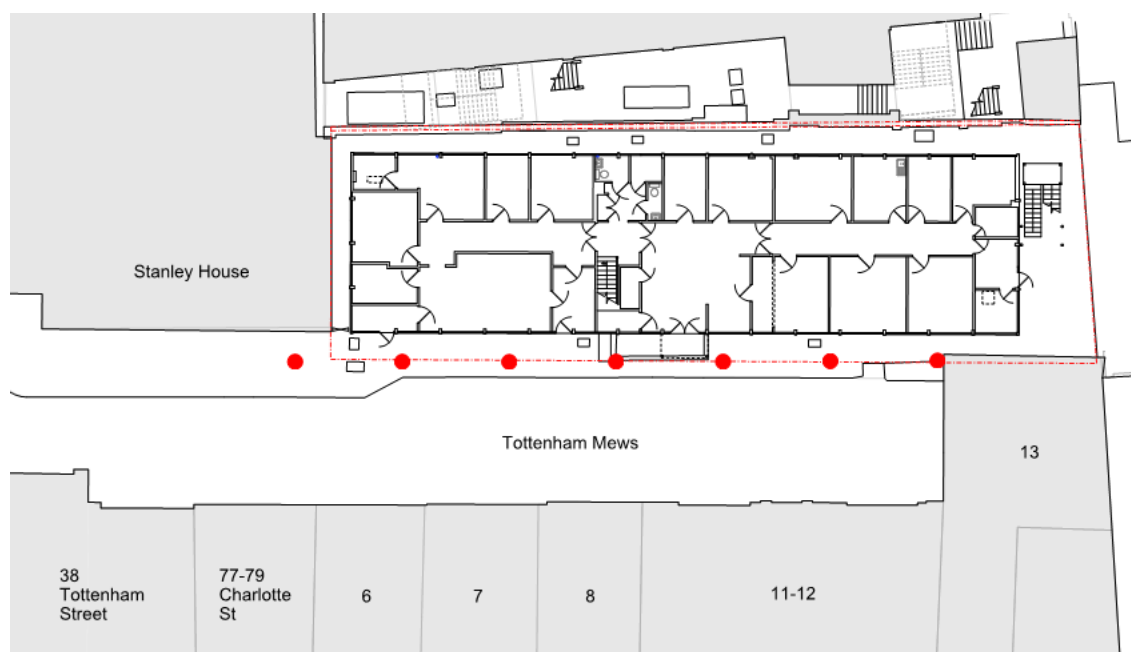 Stanley House
Tottenham Mews
13
38
Tottenham
Street
77-79
Charlotte
St
6
7
8
11-12